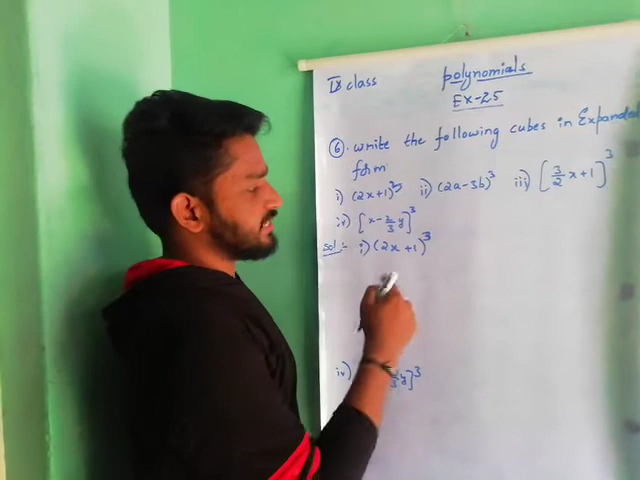 IX class
polynomials
Ex-2.5
⑥. write the following cubes in Expanded
form
i) (2x+1)³ ii) (2a-3b)³ iii) [3/2 x+1]³
iv) [x-2/3 y]³
sol:- i) (2x+1)³
iv) y]³